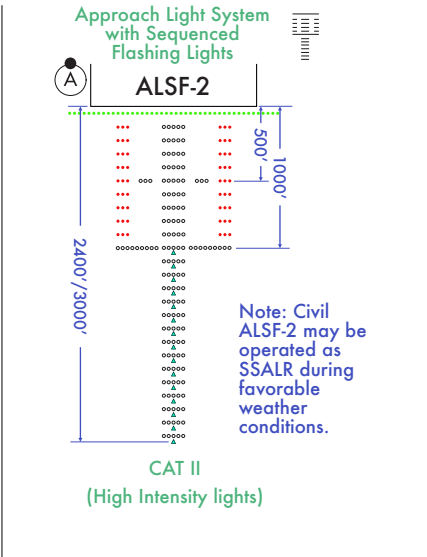 Approach Light System
with Sequenced
Flashing Lights
A
ALSF-2
500'
1000'
2400'/3000'
Note: Civil
ALSF-2 may be
operated as
SSALR during
favorable
weather
conditions.
CAT II
(High Intensity lights)